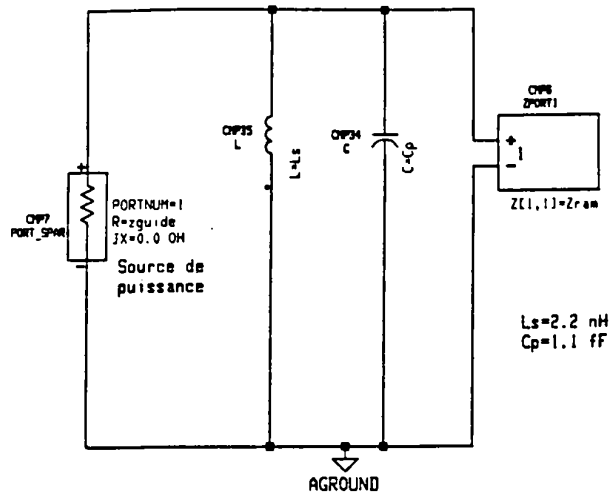 CMP6
ZPORT1
CMP35
L
L=Ls
CMP34
C
C=Cp
+
1
-
Z[1,1]=Zram
+
CMP7
PORT_SPAR
PORTNUM=1
R=zguide
JX=0.0 OH
-
Source de
puissance
Ls=2.2 nH
Cp=1.1 fF
AGROUND